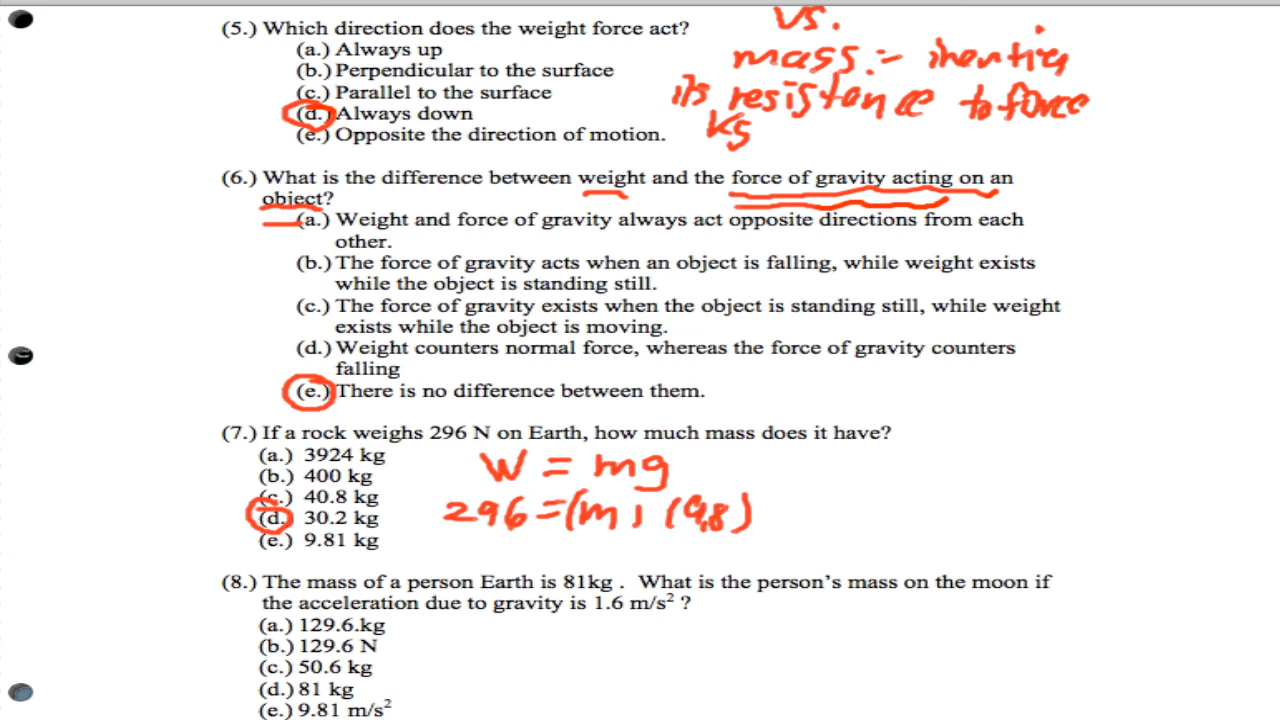 vs.
(5.) Which direction does the weight force act?
(a.) Always up
mass :- inertia
(b.) Perpendicular to the surface
(c.) Parallel to the surface
its resistance to force
(d.) Always down
kg
(e.) Opposite the direction of motion.
(6.) What is the difference between weight and the force of gravity acting on an
object?
(a.) Weight and force of gravity always act opposite directions from each
other.
(b.) The force of gravity acts when an object is falling, while weight exists
while the object is standing still.
(c.) The force of gravity exists when the object is standing still, while weight
exists while the object is moving.
(d.) Weight counters normal force, whereas the force of gravity counters
falling
(e.) There is no difference between them.
(7.) If a rock weighs 296 N on Earth, how much mass does it have?
(a.) 3924 kg
(b.) 400 kg
W = mg
(c.) 40.8 kg
(d.) 30.2 kg
296 = (m) (9.8)
(e.) 9.81 kg
(8.) The mass of a person Earth is 81kg . What is the person's mass on the moon if
the acceleration due to gravity is 1.6 m/s² ?
(a.) 129.6.kg
(b.) 129.6 N
(c.) 50.6 kg
(d.) 81 kg
(e.) 9.81 m/s²